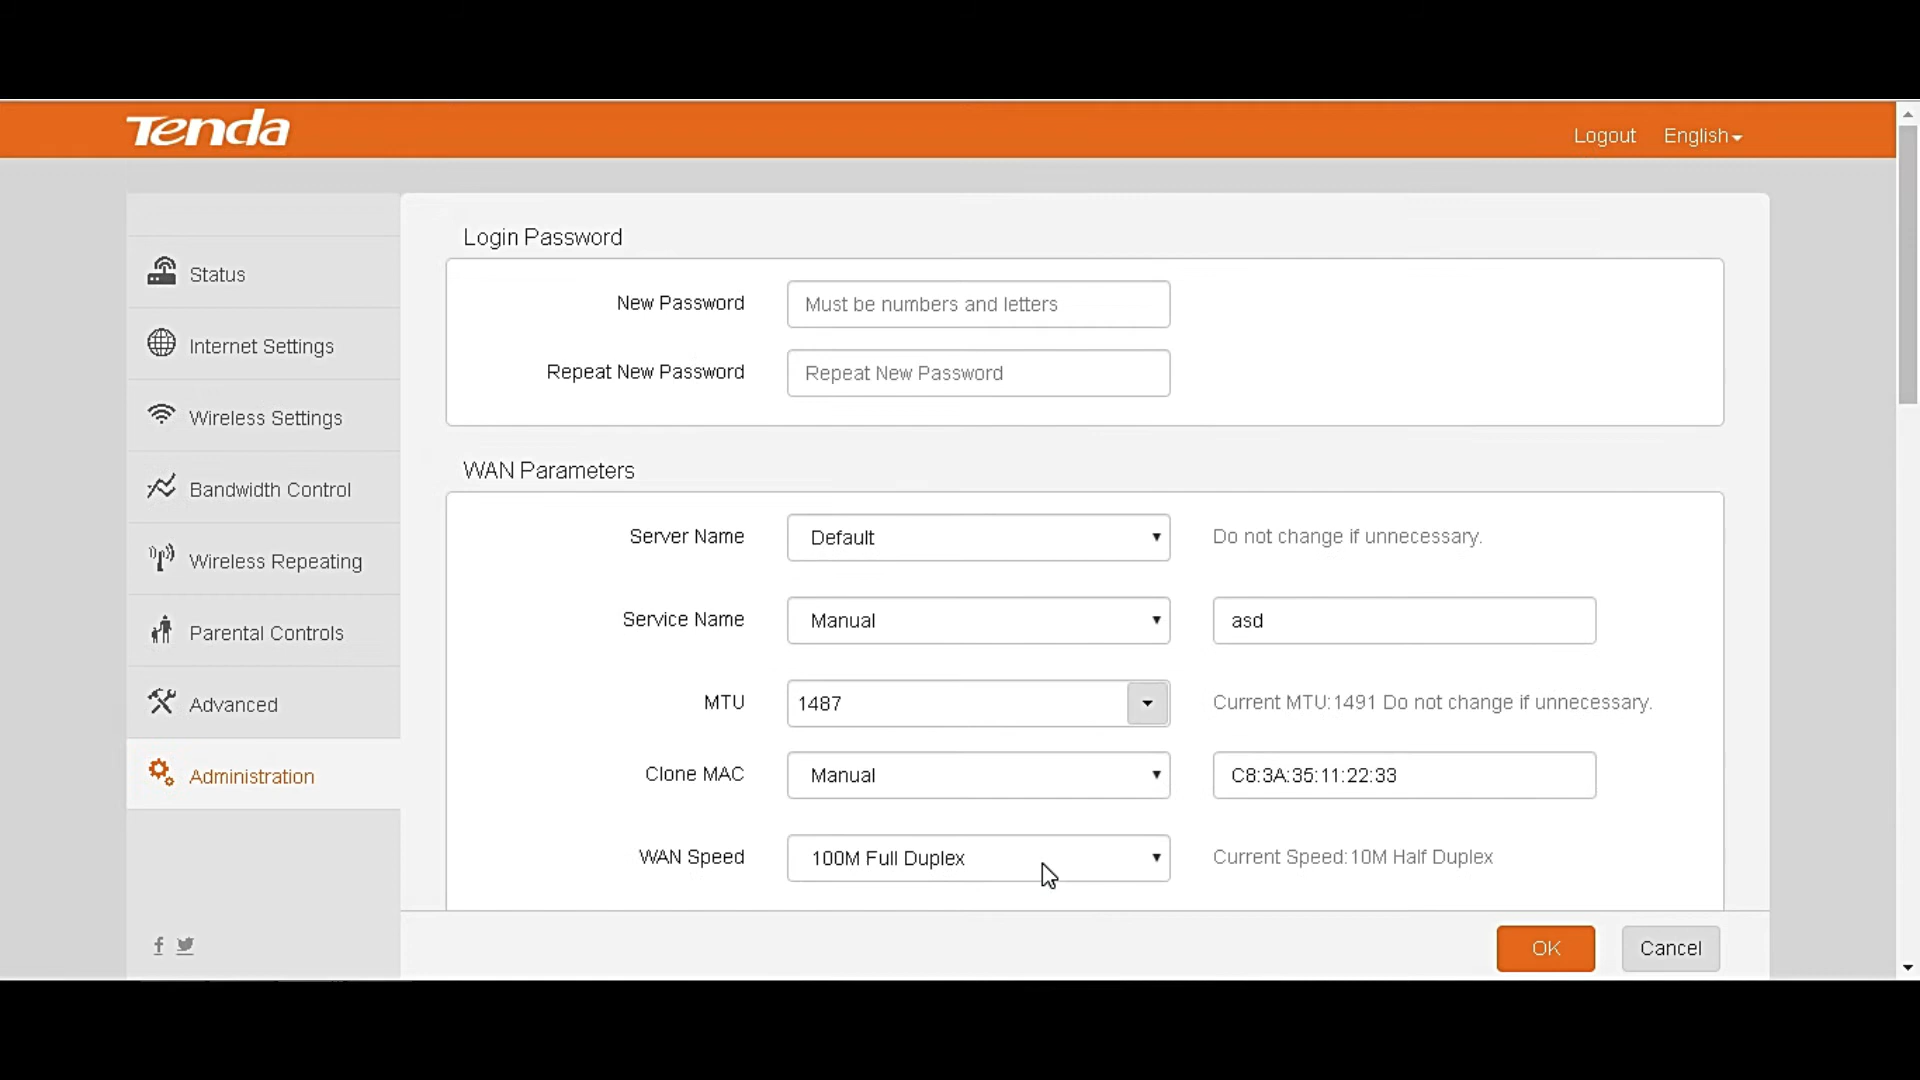 Tenda
Logout English
Login Password
Status
New Password Must be numbers and letters
Internet Settings
Repeat New Password Repeat New Password
Wireless Settings
WAN Parameters
Bandwidth Control
Server Name Default Do not change if unnecessary.
Wireless Repeating
Service Name Manual asd
Parental Controls
MTU 1487 Current MTU:1491 Do not change if unnecessary.
Advanced
Clone MAC Manual C8:3A:35:11:22:33
Administration
WAN Speed 100M Full Duplex Current Speed:10M Half Duplex
OK Cancel